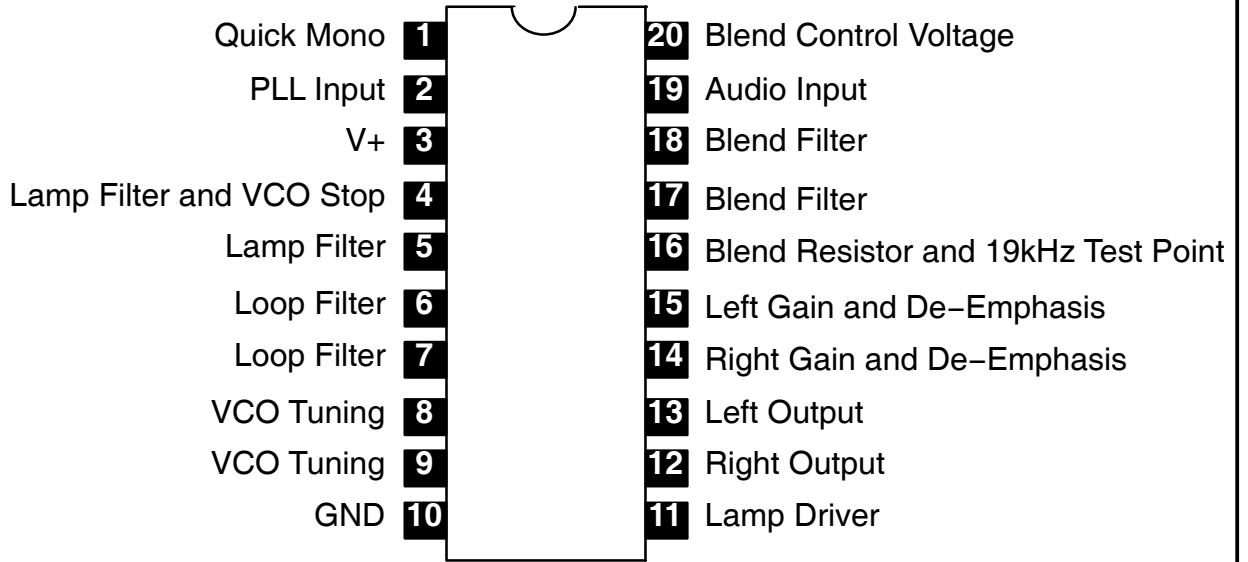 Quick Mono 1
PLL Input 2
V+ 3
Lamp Filter and VCO Stop 4
Lamp Filter 5
Loop Filter 6
Loop Filter 7
VCO Tuning 8
VCO Tuning 9
GND 10
20 Blend Control Voltage
19 Audio Input
18 Blend Filter
17 Blend Filter
16 Blend Resistor and 19kHz Test Point
15 Left Gain and De−Emphasis
14 Right Gain and De−Emphasis
13 Left Output
12 Right Output
11 Lamp Driver